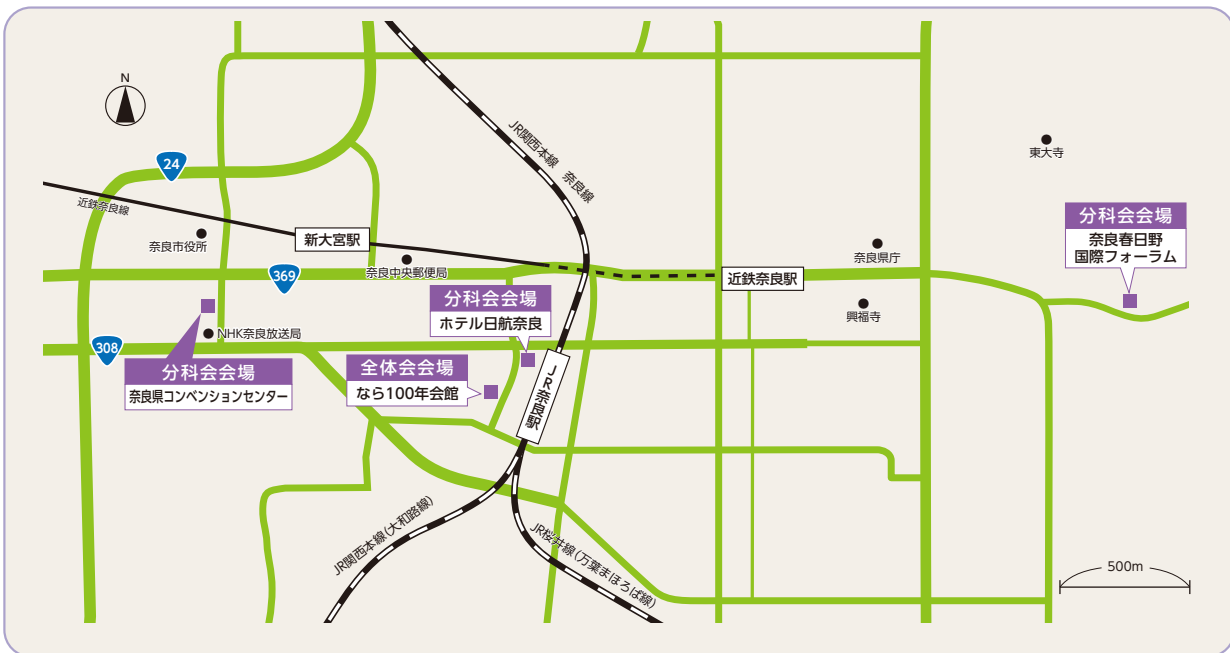 N
JR関西本線 奈良線
24
東大寺
近鉄奈良線
分科会会場
奈良春日野
国際フォーラム
奈良市役所
新大宮駅
奈良県庁
奈良中央郵便局
369
近鉄奈良駅
分科会会場
ホテル日航奈良
興福寺
NHK奈良放送局
308
分科会会場
奈良県コンベンションセンター
全体会会場
なら100年会館
JR奈良駅
JR関西本線(大和路線)
JR桜井線(万葉まほろば線)
500m